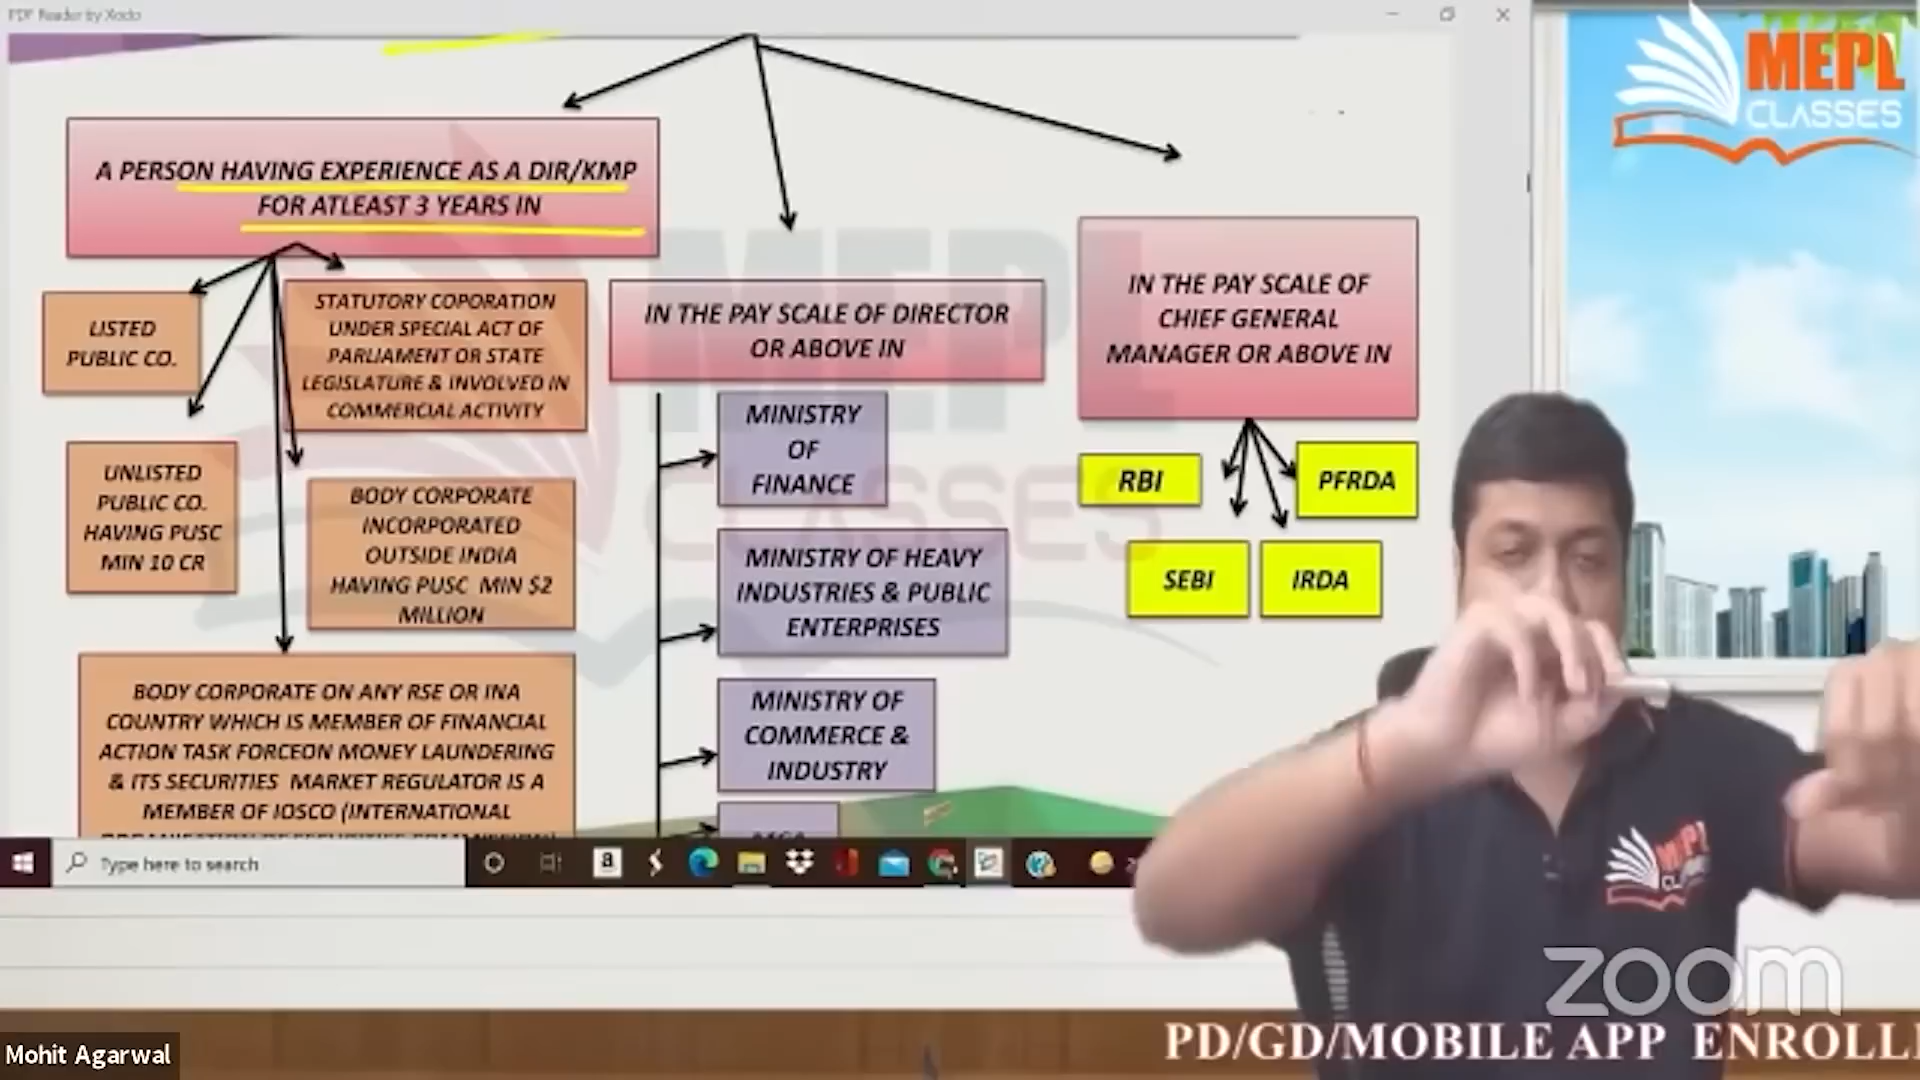 PDF Reader by Xodo
MEPL
CLASSES
A PERSON HAVING EXPERIENCE AS A DIR/KMP
FOR ATLEAST 3 YEARS IN
LISTED
PUBLIC CO.
STATUTORY COPORATION
UNDER SPECIAL ACT OF
PARLIAMENT OR STATE
LEGISLATURE & INVOLVED IN
COMMERCIAL ACTIVITY
UNLISTED
PUBLIC CO.
HAVING PUSC
MIN 10 CR
BODY CORPORATE
INCORPORATED
OUTSIDE INDIA
HAVING PUSC MIN $2
MILLION
BODY CORPORATE ON ANY RSE OR INA
COUNTRY WHICH IS MEMBER OF FINANCIAL
ACTION TASK FORCEON MONEY LAUNDERING
& ITS SECURITIES MARKET REGULATOR IS A
MEMBER OF IOSCO (INTERNATIONAL
IN THE PAY SCALE OF DIRECTOR
OR ABOVE IN
MINISTRY
OF
FINANCE
MINISTRY OF HEAVY
INDUSTRIES & PUBLIC
ENTERPRISES
MINISTRY OF
COMMERCE &
INDUSTRY
IN THE PAY SCALE OF
CHIEF GENERAL
MANAGER OR ABOVE IN
RBI
PFRDA
SEBI
IRDA
MEPL
CLASSES
Type here to search
zoom
Mohit Agarwal
PD/GD/MOBILE APP ENROLL